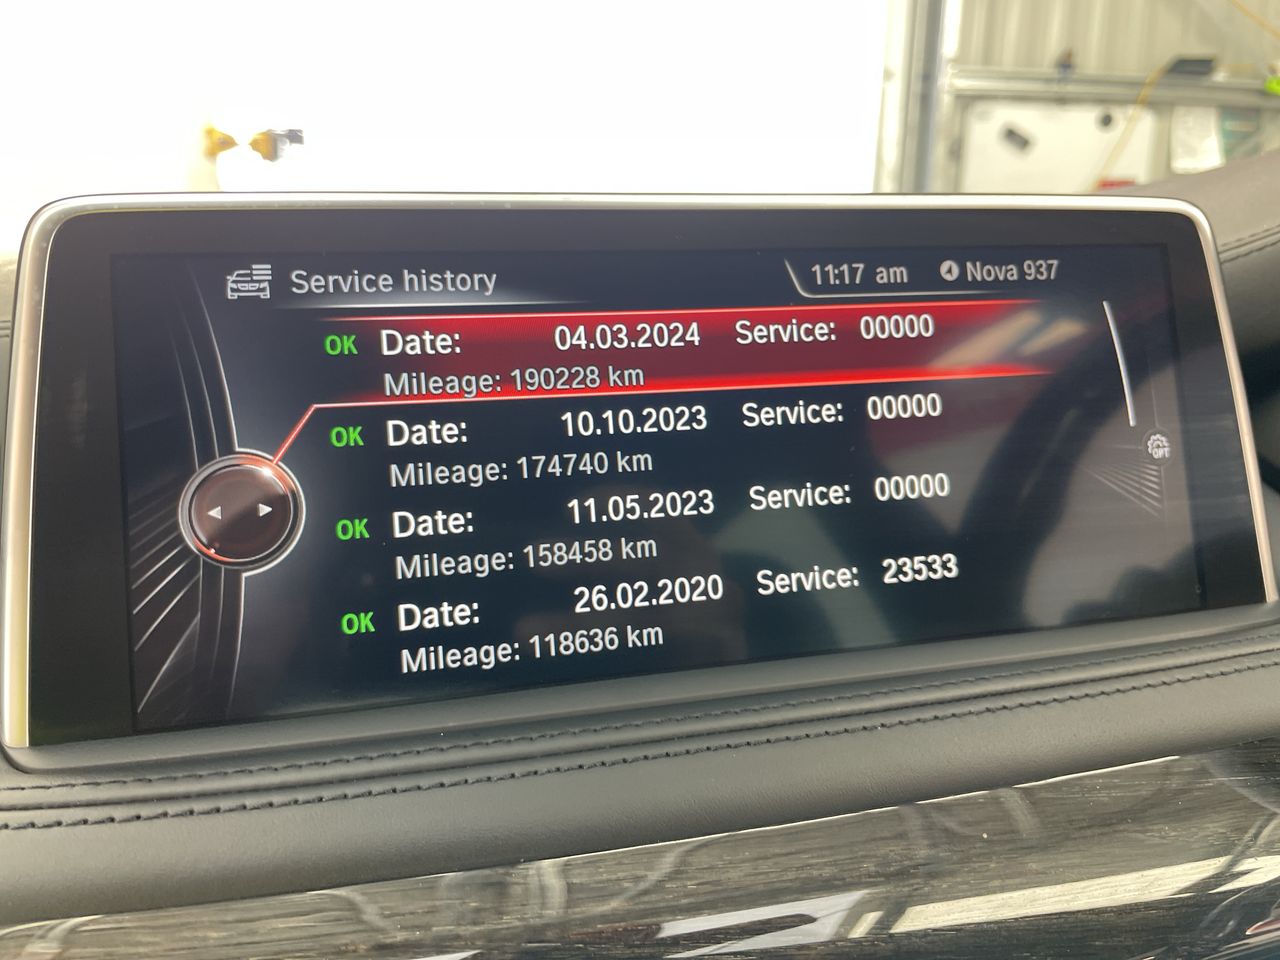 Service history 11:17 am Nova 937
OK Date: 04.03.2024 Service: 00000
Mileage: 190228 km
OK Date: 10.10.2023 Service: 00000
Mileage: 174740 km
OK Date: 11.05.2023 Service: 00000
Mileage: 158458 km
OK Date: 26.02.2020 Service: 23533
Mileage: 118636 km
OPT